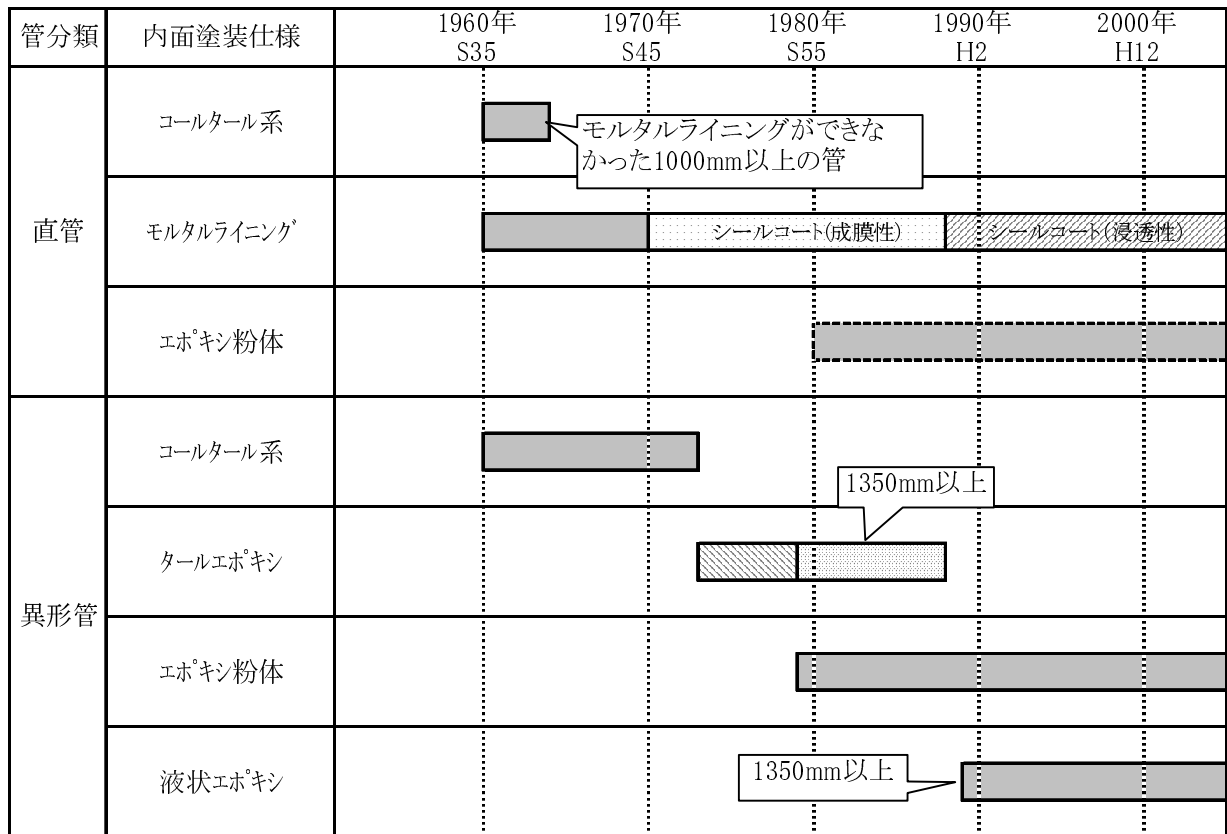 管分類 内面塗装仕様 1960年 1970年 1980年 1990年 2000年
S35 S45 S55 H2 H12
直管
コールタール系
モルタルライニングができな
かった1000mm以上の管
モルタルライニング
シールコート(成膜性) シールコート(浸透性)
エポキシ粉体
異形管
コールタール系
1350mm以上
タールエポキシ
エポキシ粉体
液状エポキシ
1350mm以上